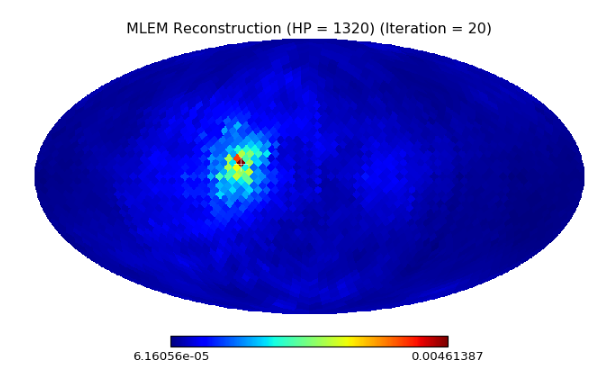 MLEM Reconstruction (HP = 1320) (Iteration = 20)
6.16056e-05
0.00461387